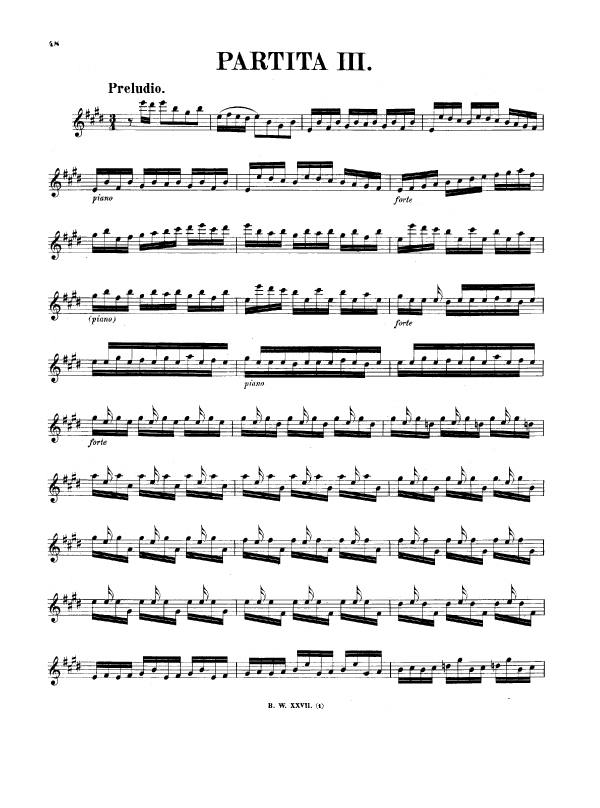 48
PARTITA III.
Preludio.
piano
forte
(piano)
forte
piano
forte
B. W. XXVII. (1)